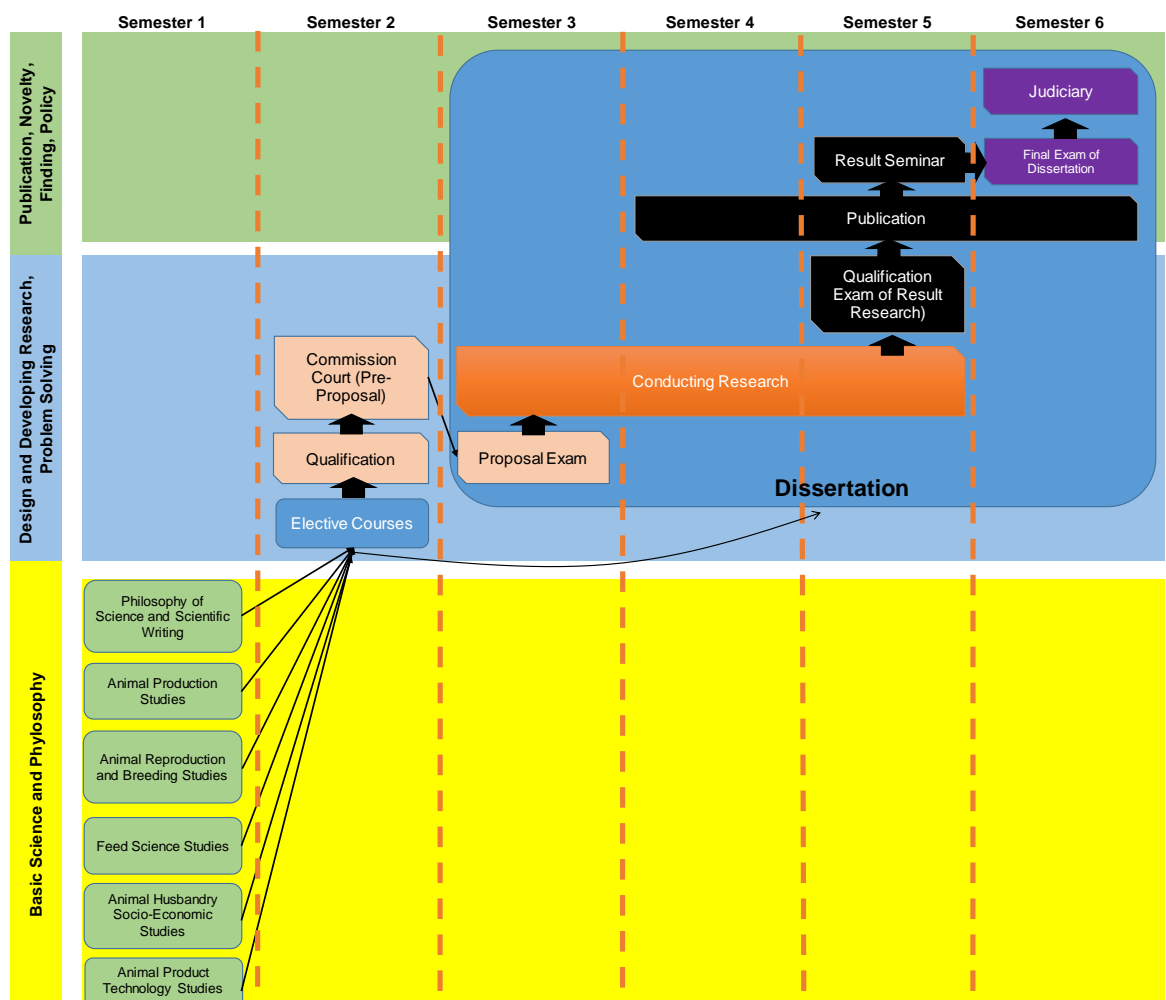 Semester 1
Semester 2
Semester 3
Semester 4
Semester 5
Semester 6
Publication, Novelty,
Finding, Policy
Judiciary
Result Seminar
Final Exam of
Dissertation
Publication
Design and Developing Research,
Problem Solving
Qualification
Exam of Result
Research)
Commission
Court (Pre-
Proposal)
Conducting Research
Qualification
Proposal Exam
Dissertation
Elective Courses
Basic Science and Phylosophy
Philosophy of
Science and Scientific
Writing
Animal Production
Studies
Animal Reproduction
and Breeding Studies
Feed Science Studies
Animal Husbandry
Socio-Economic
Studies
Animal Product
Technology Studies